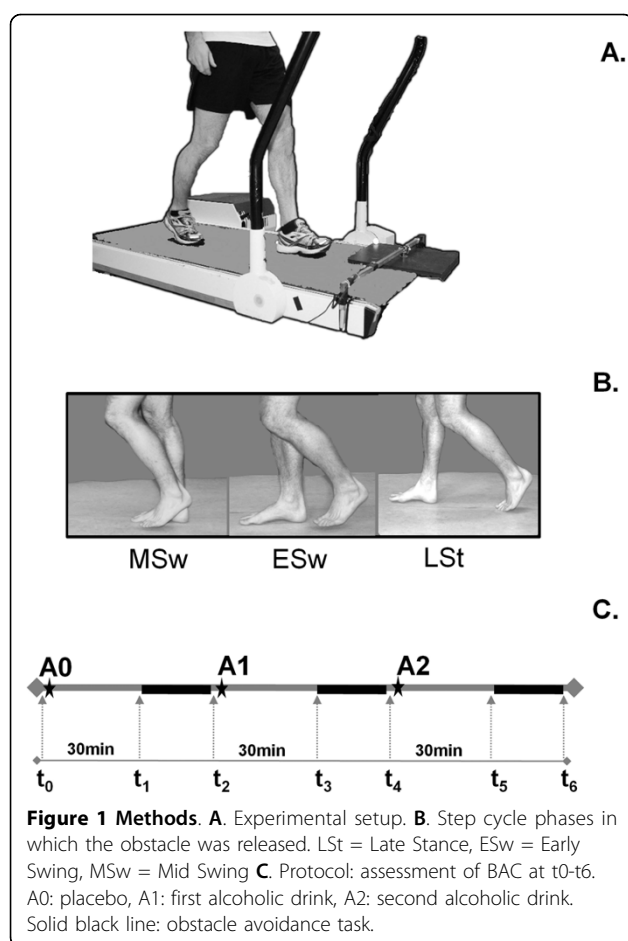 A.
B.
MSw ESw LSt
C.
A0 A1 A2
30min 30min 30min
t0 t1 t2 t3 t4 t5 t6
Figure 1 Methods. A. Experimental setup. B. Step cycle phases in
which the obstacle was released. LSt = Late Stance, ESw = Early
Swing, MSw = Mid Swing C. Protocol: assessment of BAC at t0-t6.
A0: placebo, A1: first alcoholic drink, A2: second alcoholic drink.
Solid black line: obstacle avoidance task.